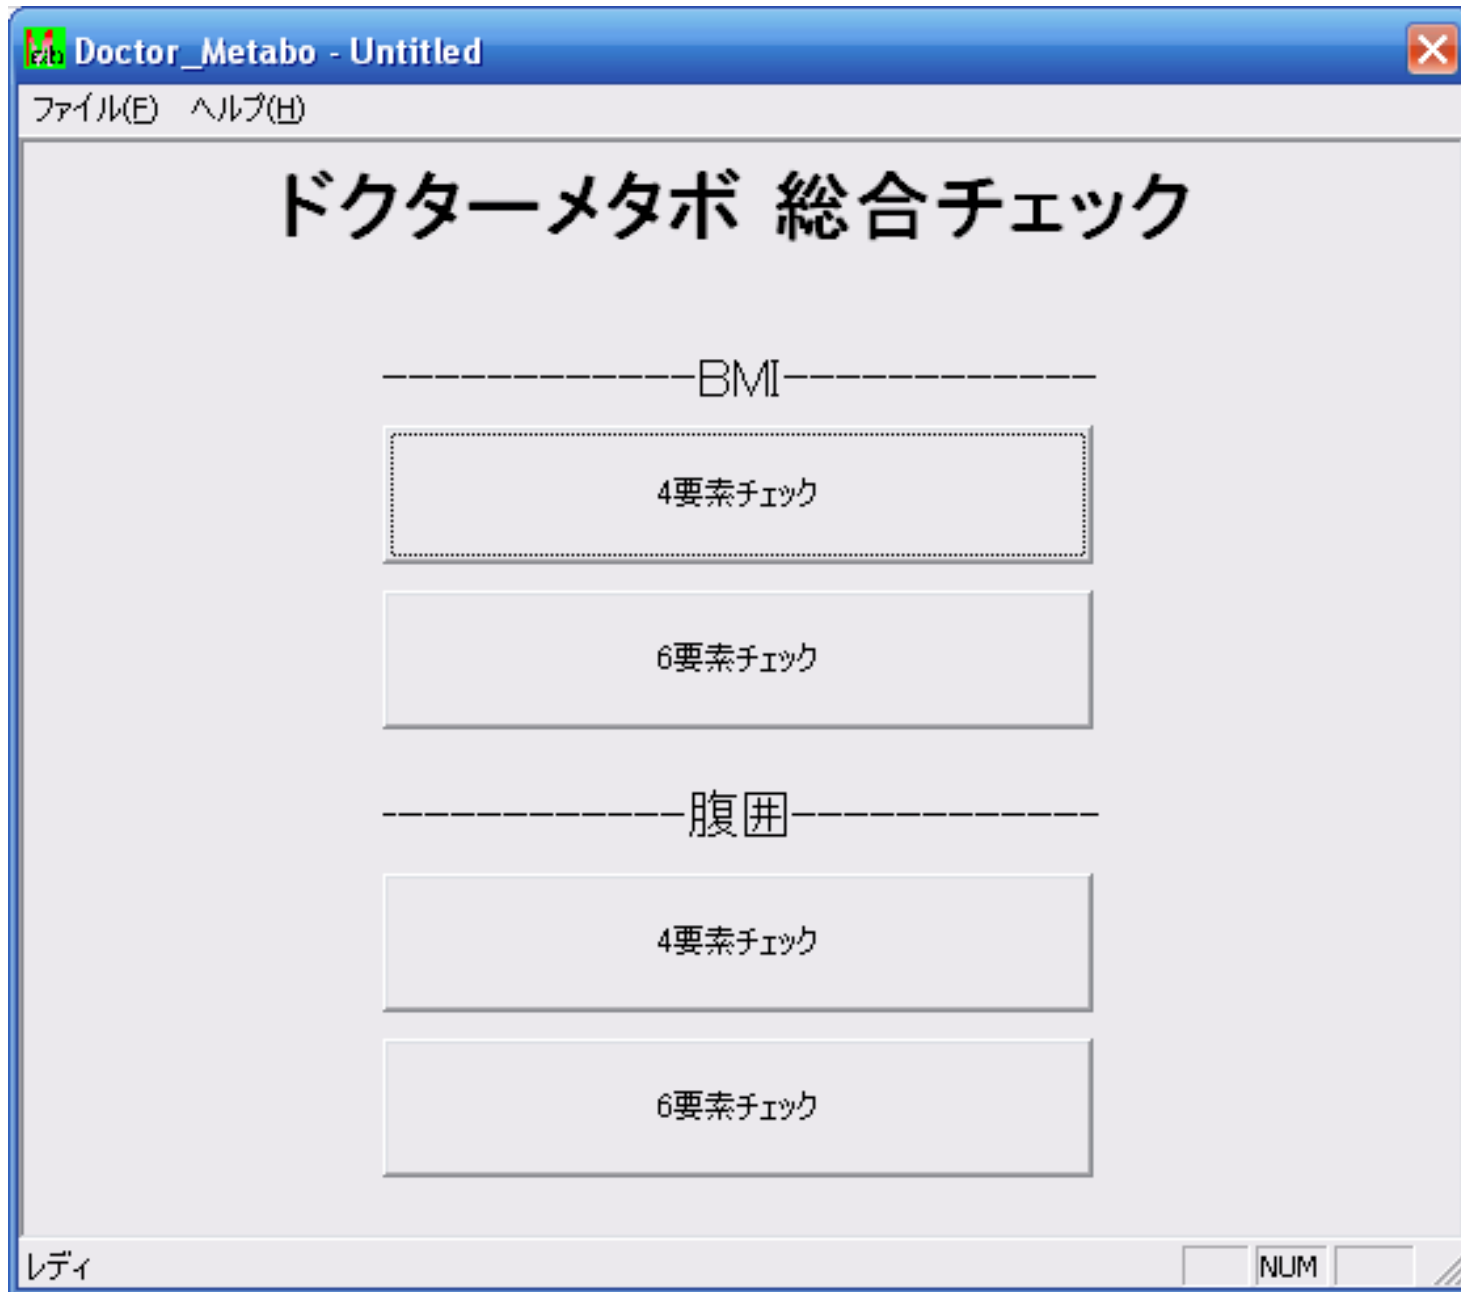 Doctor_Metabo - Untitled
ファイル(F) ヘルプ(H)
ドクターメタボ 総合チェック
------------BMI------------
4要素チェック
6要素チェック
------------腹囲------------
4要素チェック
6要素チェック
レディ NUM